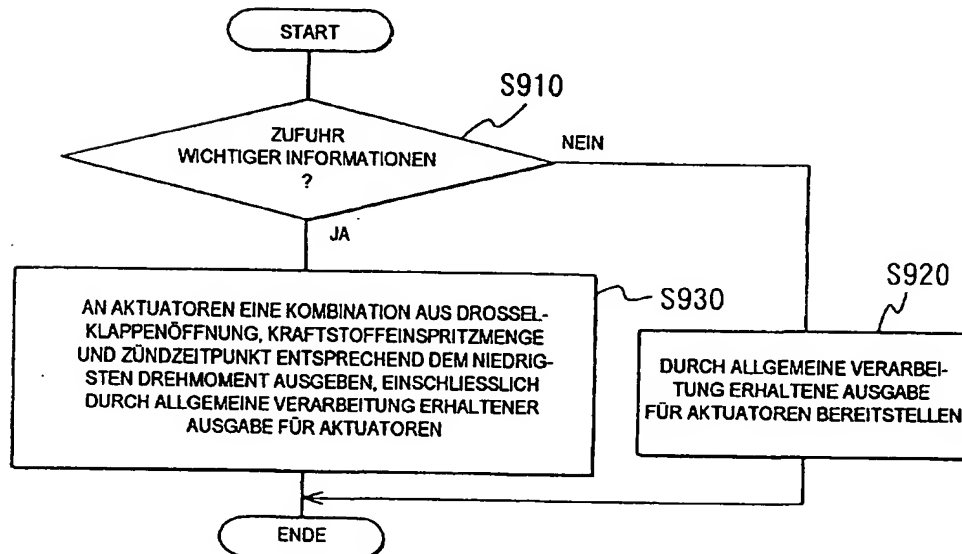 START
S910
ZUFUHR
WICHTIGER INFORMATIONEN
?
NEIN
JA
S930
AN AKTUATOREN EINE KOMBINATION AUS DROSSEL-
KLAPPENÖFFNUNG, KRAFTSTOFFEINSPRITZMENGE
UND ZÜNDZEITPUNKT ENTSPRECHEND DEM NIEDRIG-
STEN DREHMOMENT AUSGEBEN, EINSCHLIESSLICH
DURCH ALLGEMEINE VERARBEITUNG ERHALTENER
AUSGABE FÜR AKTUATOREN
S920
DURCH ALLGEMEINE VERARBEI-
TUNG ERHALTENE AUSGABE
FÜR AKTUATOREN BEREITSTELLEN
ENDE